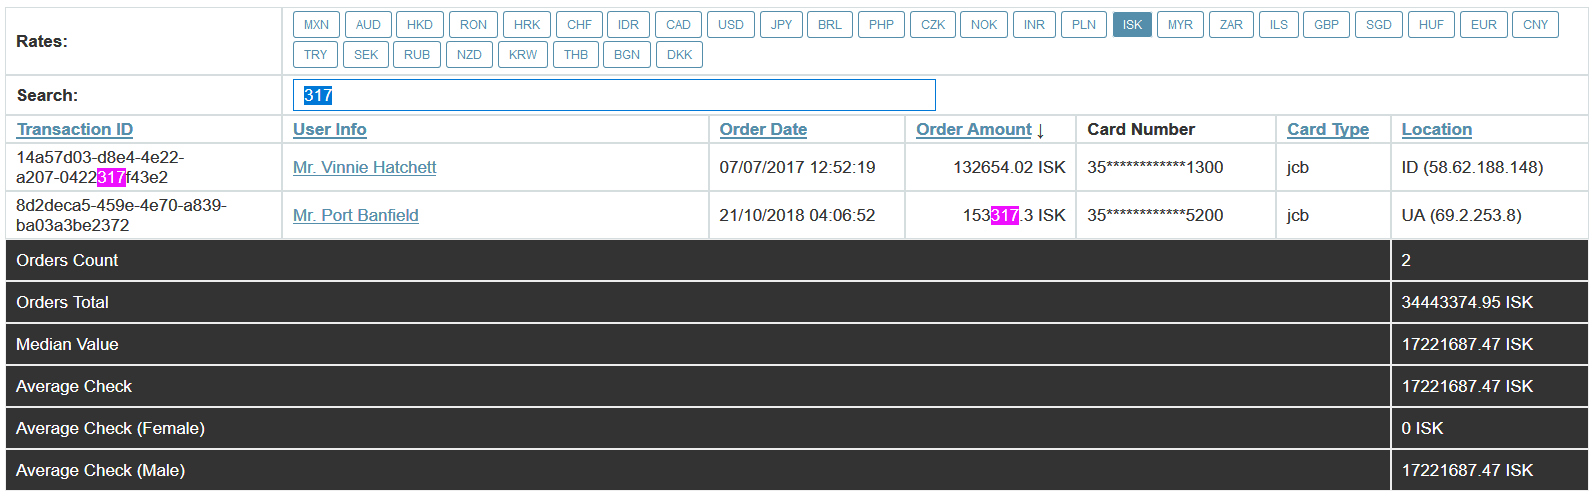 Rates: MXN AUD HKD RON HRK CHF IDR CAD USD JPY BRL PHP CZK NOK INR PLN ISK MYR ZAR ILS GBP SGD HUF EUR CNY
TRY SEK RUB NZD KRW THB BGN DKK
Search: 317
Transaction ID User Info Order Date Order Amount ↓ Card Number Card Type Location
14a57d03-d8e4-4e22-
a207-0422317f43e2 Mr. Vinnie Hatchett 07/07/2017 12:52:19 132654.02 ISK 35************1300 jcb ID (58.62.188.148)
8d2deca5-459e-4e70-a839-
ba03a3be2372 Mr. Port Banfield 21/10/2018 04:06:52 153317.3 ISK 35************5200 jcb UA (69.2.253.8)
Orders Count 2
Orders Total 34443374.95 ISK
Median Value 17221687.47 ISK
Average Check 17221687.47 ISK
Average Check (Female) 0 ISK
Average Check (Male) 17221687.47 ISK